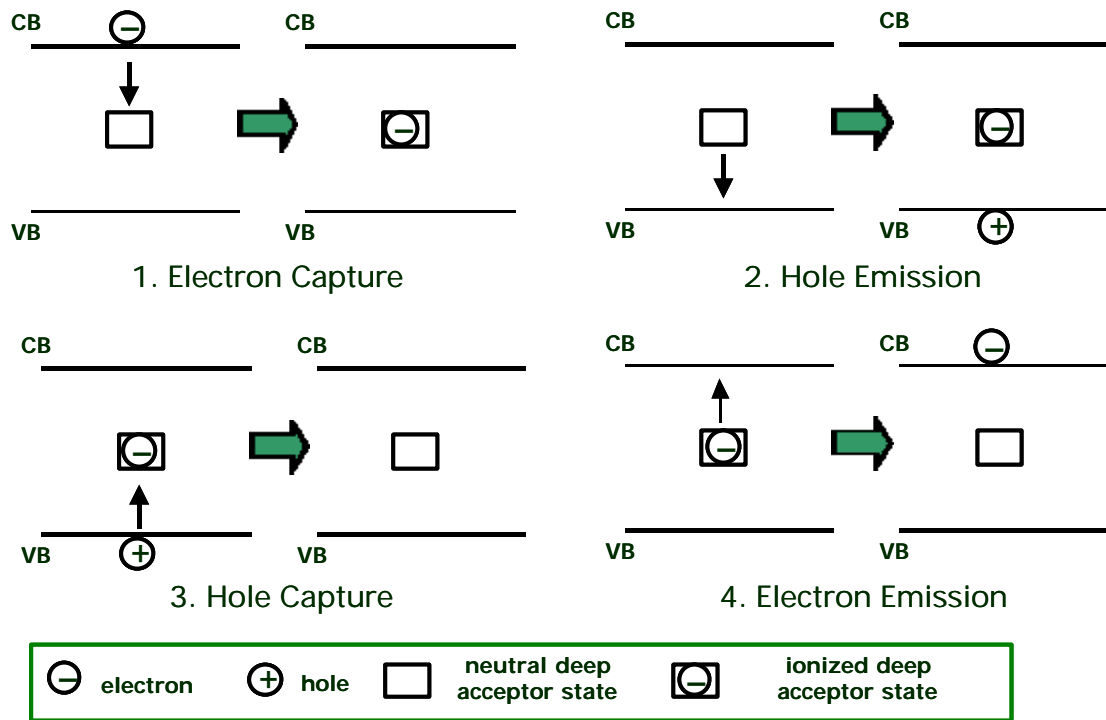 CB
CB
VB
VB
1. Electron Capture
CB
CB
VB
VB
2. Hole Emission
CB
CB
VB
VB
3. Hole Capture
CB
CB
VB
VB
4. Electron Emission
electron
hole
neutral deep
acceptor state
ionized deep
acceptor state